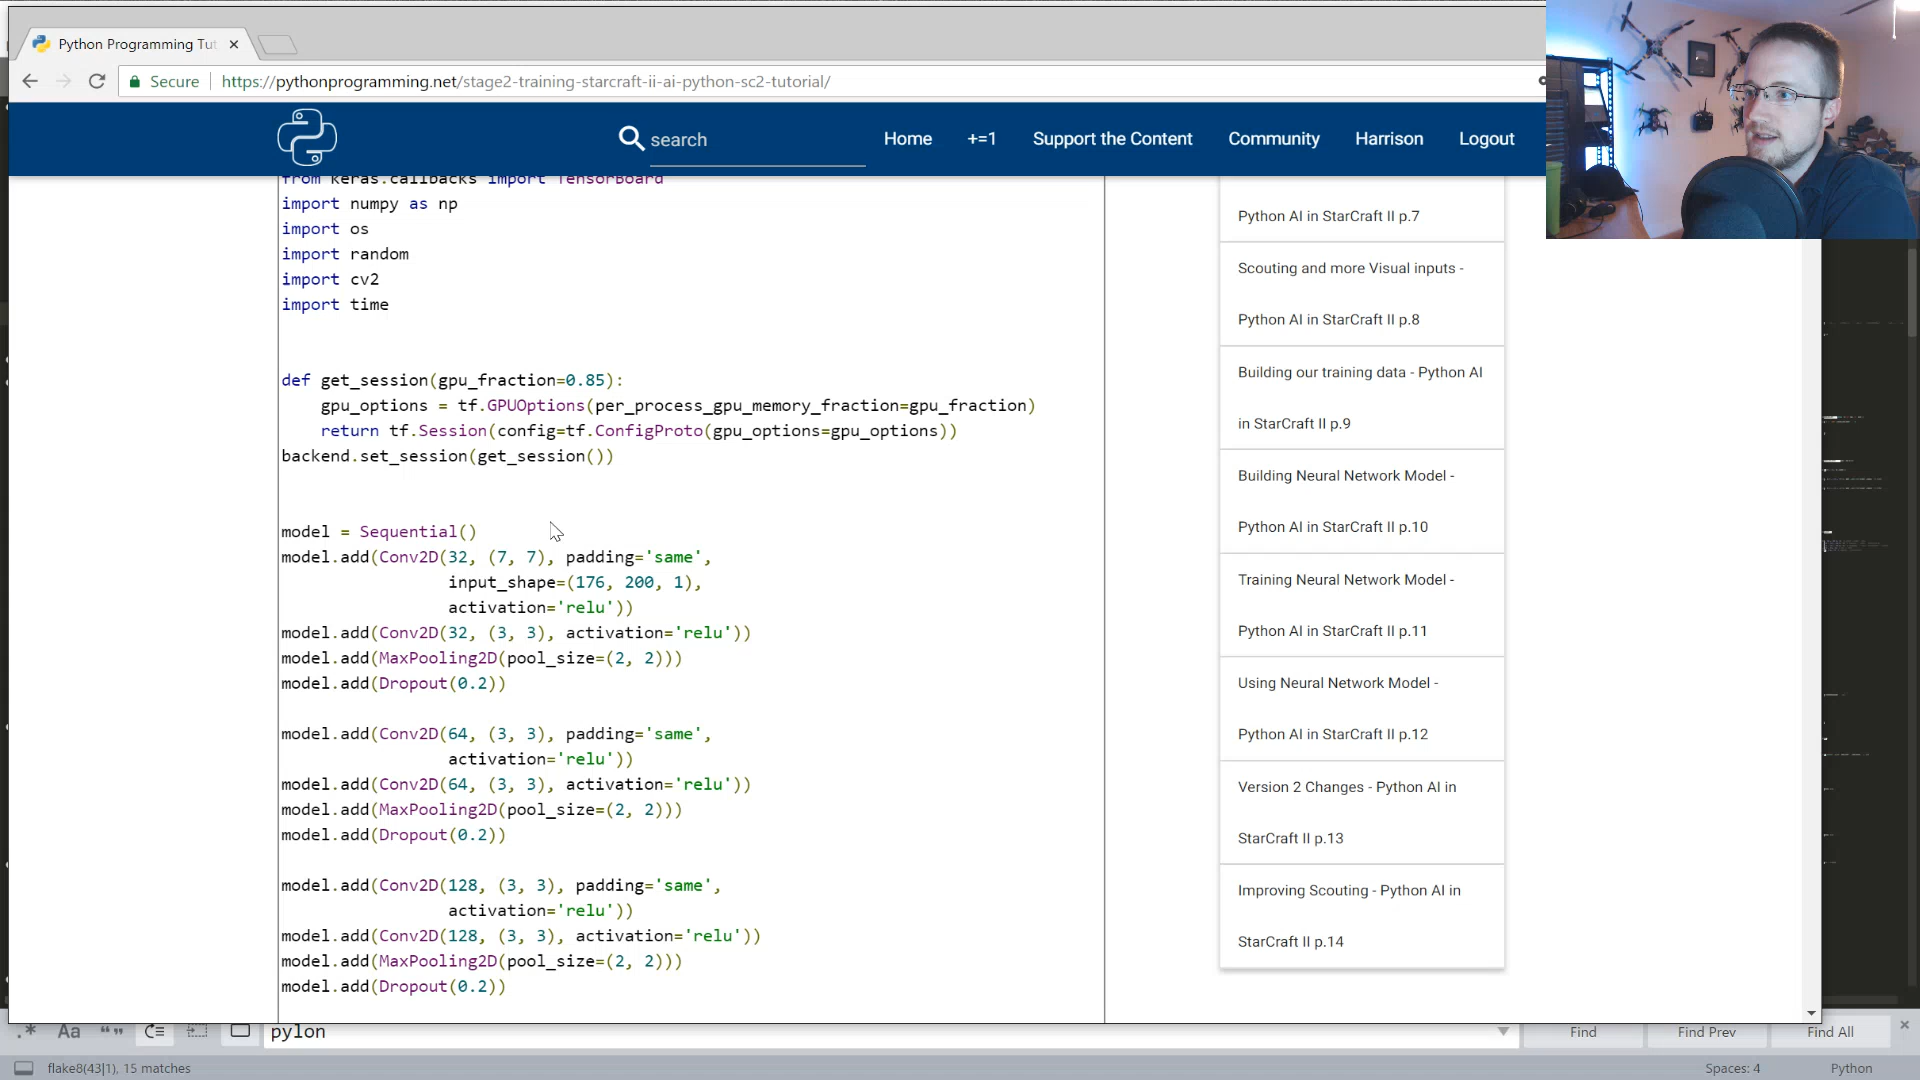 Python Programming Tut
Secure
https://pythonprogramming.net/stage2-training-starcraft-ii-ai-python-sc2-tutorial/
search
Home
+=1
Support the Content
Community
Harrison
Logout
from keras.callbacks import TensorBoard
import numpy as np
import os
import random
import cv2
import time
def get_session(gpu_fraction=0.85):
gpu_options = tf.GPUOptions(per_process_gpu_memory_fraction=gpu_fraction)
return tf.Session(config=tf.ConfigProto(gpu_options=gpu_options))
backend.set_session(get_session())
model = Sequential()
model.add(Conv2D(32, (7, 7), padding='same',
input_shape=(176, 200, 1),
activation='relu'))
model.add(Conv2D(32, (3, 3), activation='relu'))
model.add(MaxPooling2D(pool_size=(2, 2)))
model.add(Dropout(0.2))
model.add(Conv2D(64, (3, 3), padding='same',
activation='relu'))
model.add(Conv2D(64, (3, 3), activation='relu'))
model.add(MaxPooling2D(pool_size=(2, 2)))
model.add(Dropout(0.2))
model.add(Conv2D(128, (3, 3), padding='same',
activation='relu'))
model.add(Conv2D(128, (3, 3), activation='relu'))
model.add(MaxPooling2D(pool_size=(2, 2)))
model.add(Dropout(0.2))
Python AI in StarCraft II p.7
Scouting and more Visual inputs -
Python AI in StarCraft II p.8
Building our training data - Python AI
in StarCraft II p.9
Building Neural Network Model -
Python AI in StarCraft II p.10
Training Neural Network Model -
Python AI in StarCraft II p.11
Using Neural Network Model -
Python AI in StarCraft II p.12
Version 2 Changes - Python AI in
StarCraft II p.13
Improving Scouting - Python AI in
StarCraft II p.14
.* Aa “”
pylon
Find
Find Prev
Find All
flake8(43|1), 15 matches
Spaces: 4
Python